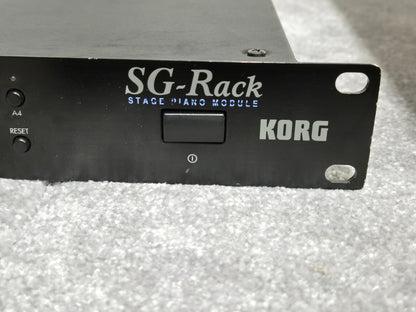 SG-Rack
STAGE PIANO MODULE
A4
RESET
KORG